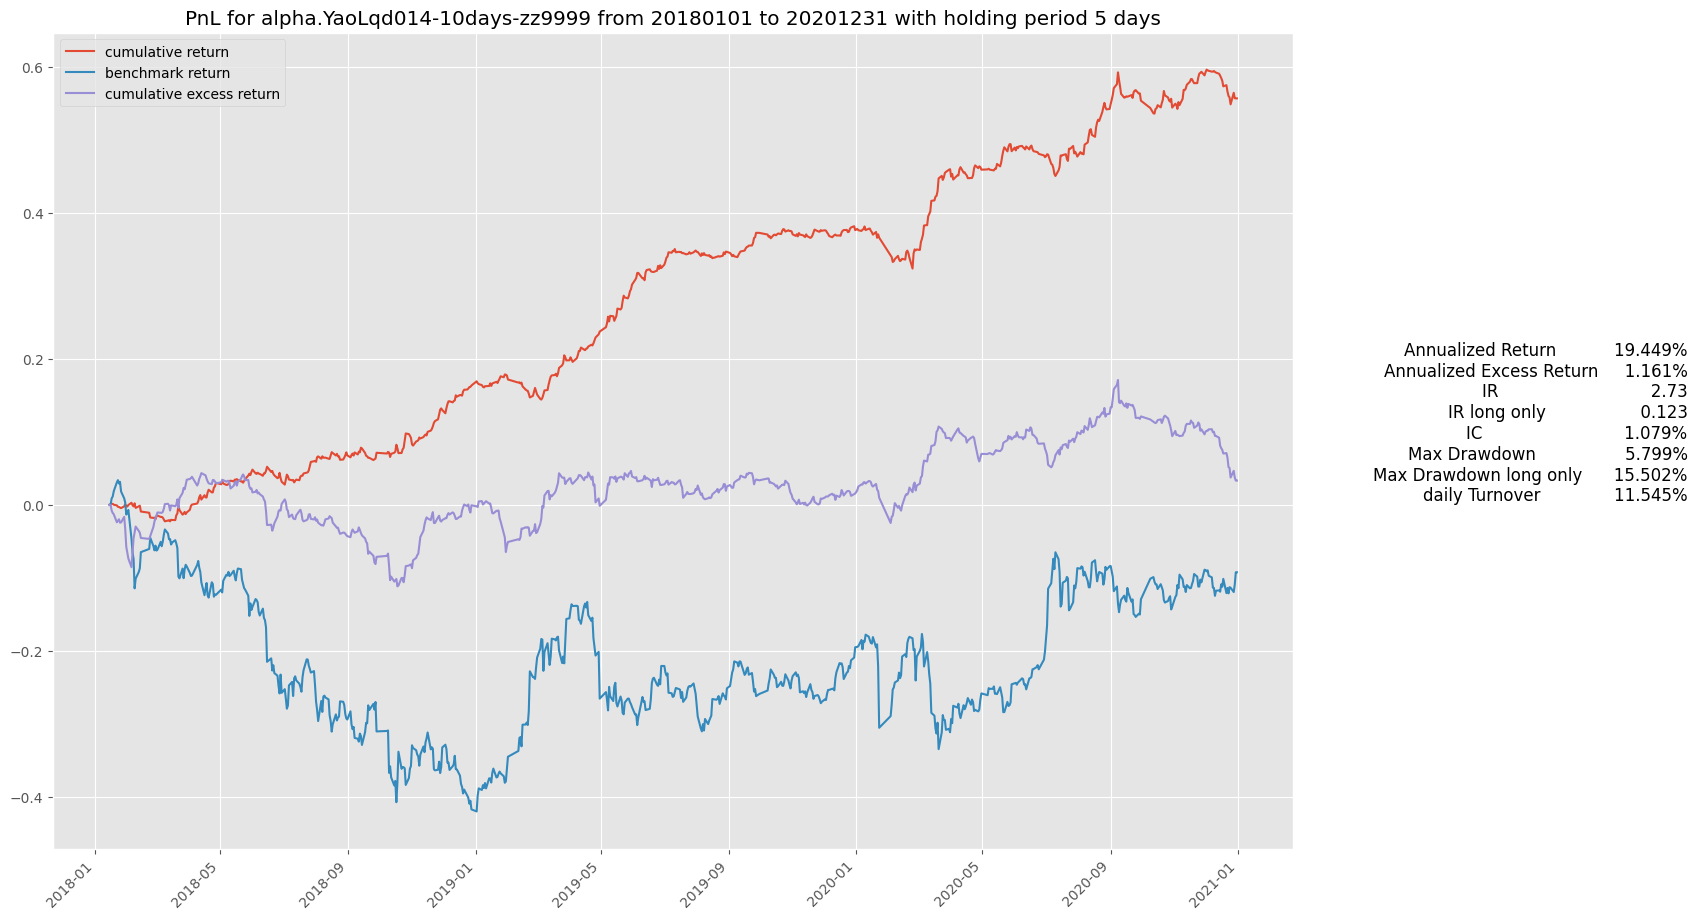 PnL for alpha.YaoLqd014-10days-zz9999 from 20180101 to 20201231 with holding period 5 days
cumulative return
benchmark return
cumulative excess return
0.6
0.4
0.2
0.0
−0.2
−0.4
2018-01
2018-05
2018-09
2019-01
2019-05
2019-09
2020-01
2020-05
2020-09
2021-01
Annualized Return 19.449%
Annualized Excess Return 1.161%
IR 2.73
IR long only 0.123
IC 1.079%
Max Drawdown 5.799%
Max Drawdown long only 15.502%
daily Turnover 11.545%